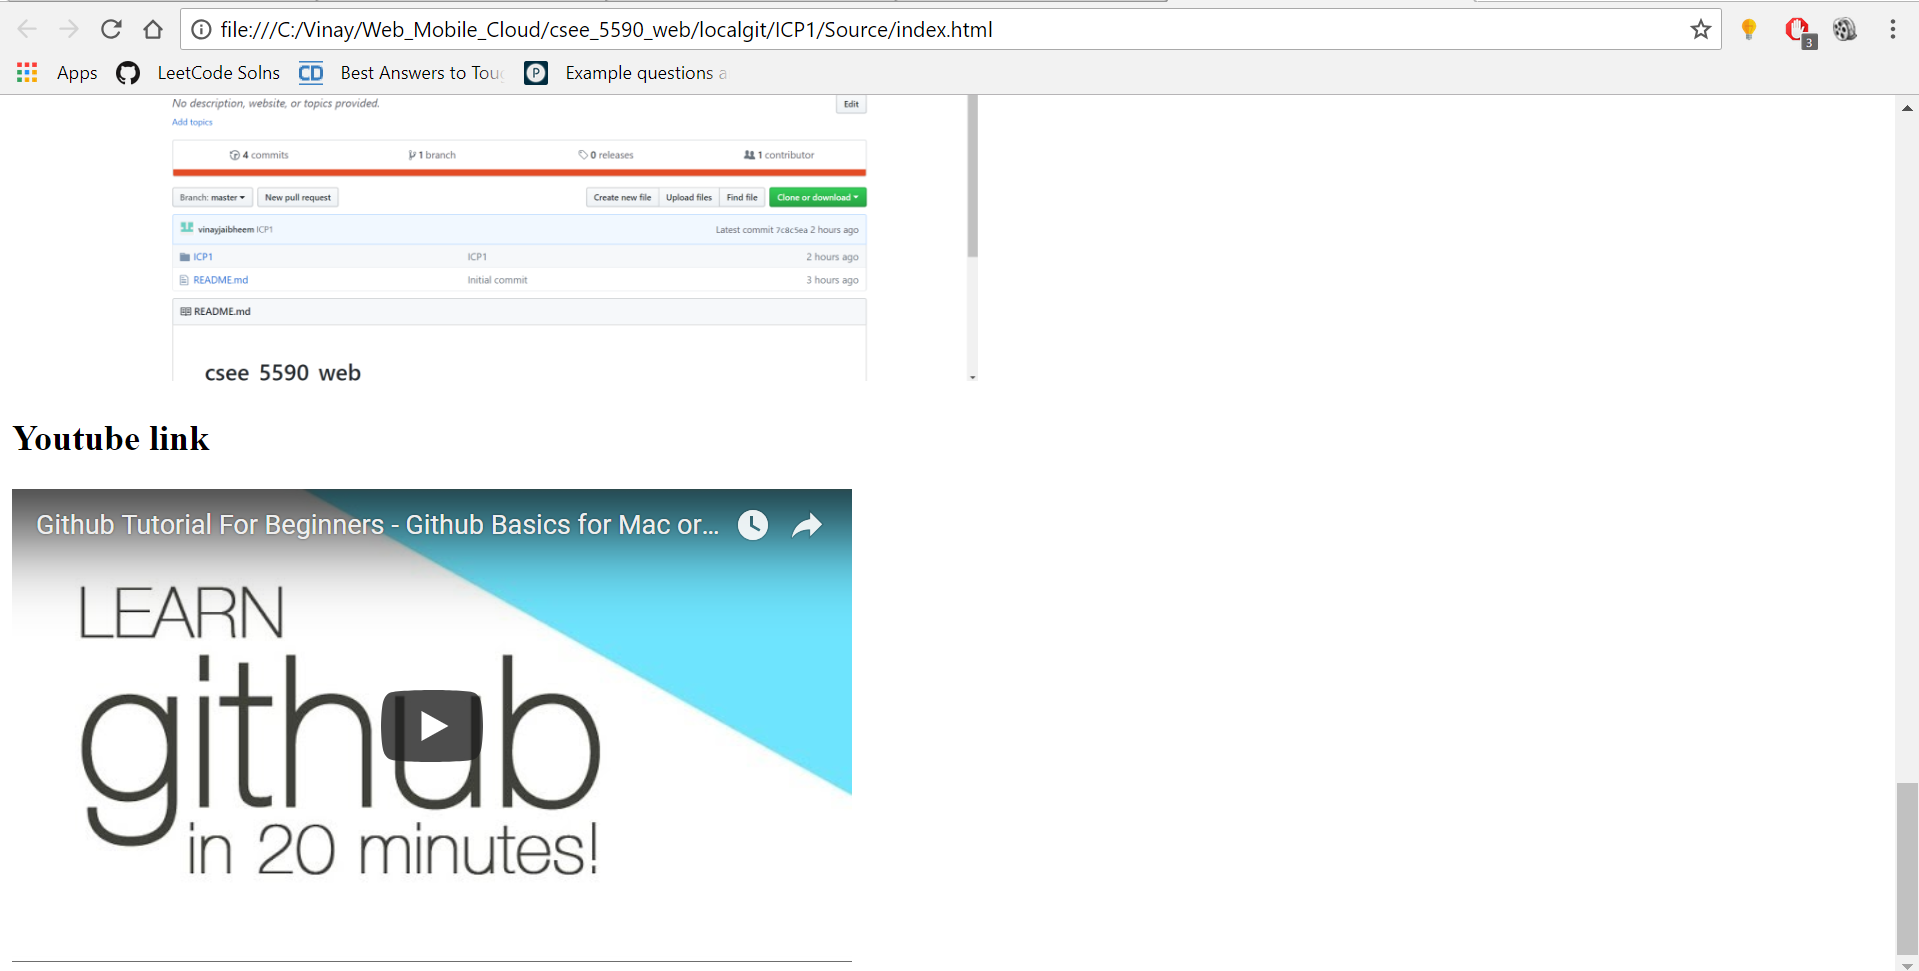 file:///C:/Vinay/Web_Mobile_Cloud/csee_5590_web/localgit/ICP1/Source/index.html
3
Apps LeetCode Solns CD Best Answers to Tou P Example questions a
No description, website, or topics provided. Edit
Add topics
4 commits 1 branch 0 releases 1 contributor
Branch: master New pull request Create new file Upload files Find file Clone or download
vinayjaibheem ICP1 Latest commit 7c8c5ea 2 hours ago
ICP1 ICP1 2 hours ago
README.md Initial commit 3 hours ago
README.md
csee_5590_web
Youtube link
Github Tutorial For Beginners - Github Basics for Mac or...
LEARN
github
in 20 minutes!